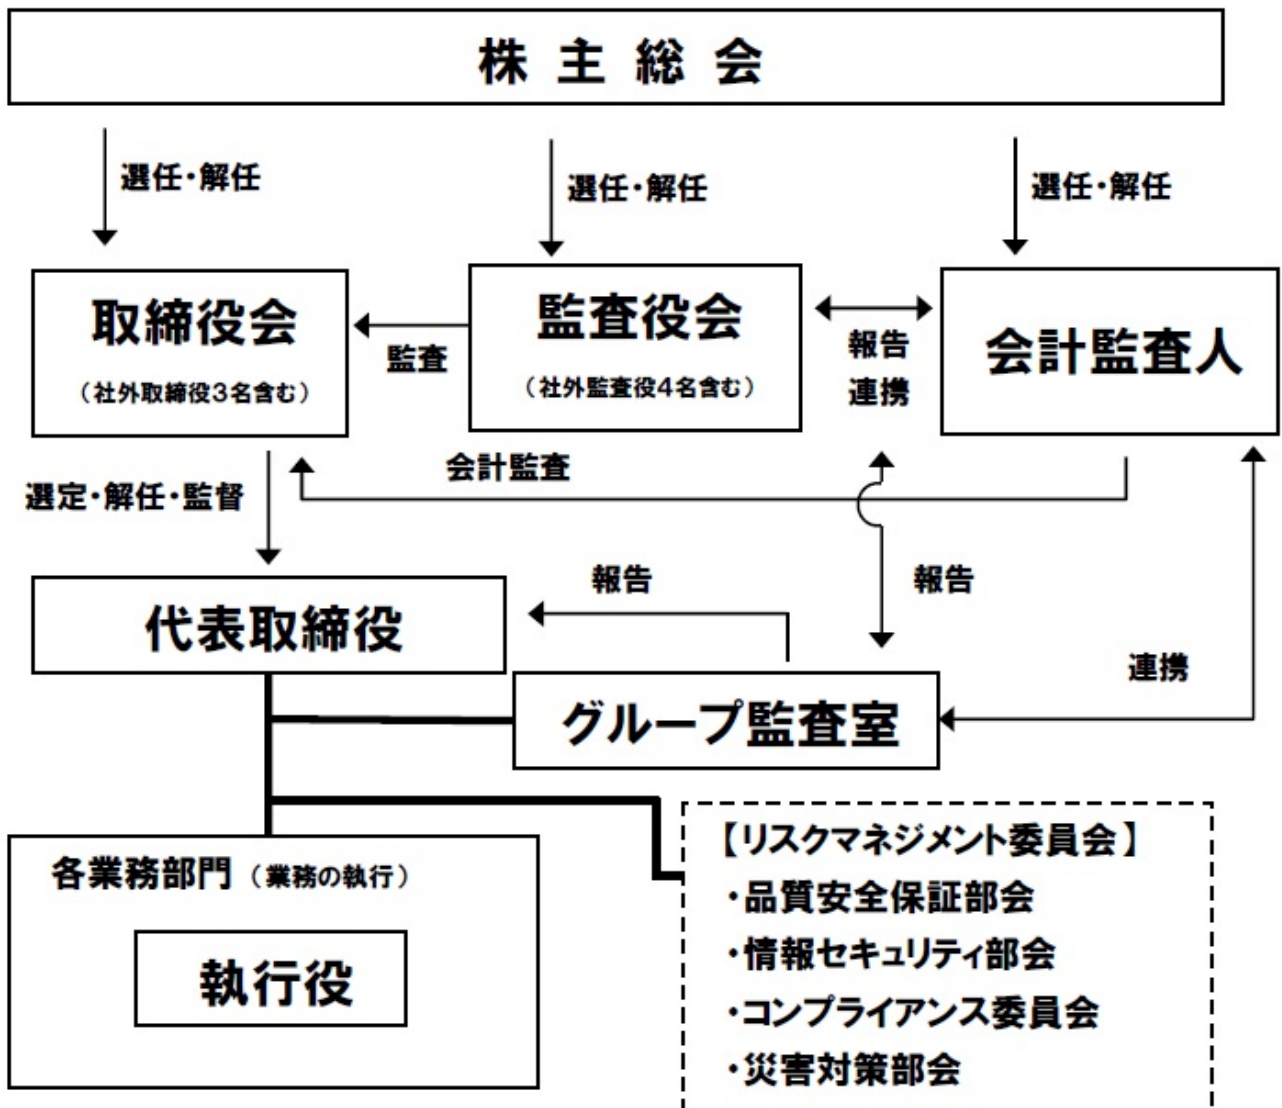 株主総会
選任・解任
選任・解任
選任・解任
取締役会
（社外取締役3名含む）
監査
監査役会
（社外監査役4名含む）
報告
連携
会計監査人
会計監査
選定・解任・監督
報告
報告
代表取締役
連携
グループ監査室
各業務部門（業務の執行）
執行役
【リスクマネジメント委員会】
・品質安全保証部会
・情報セキュリティ部会
・コンプライアンス委員会
・災害対策部会